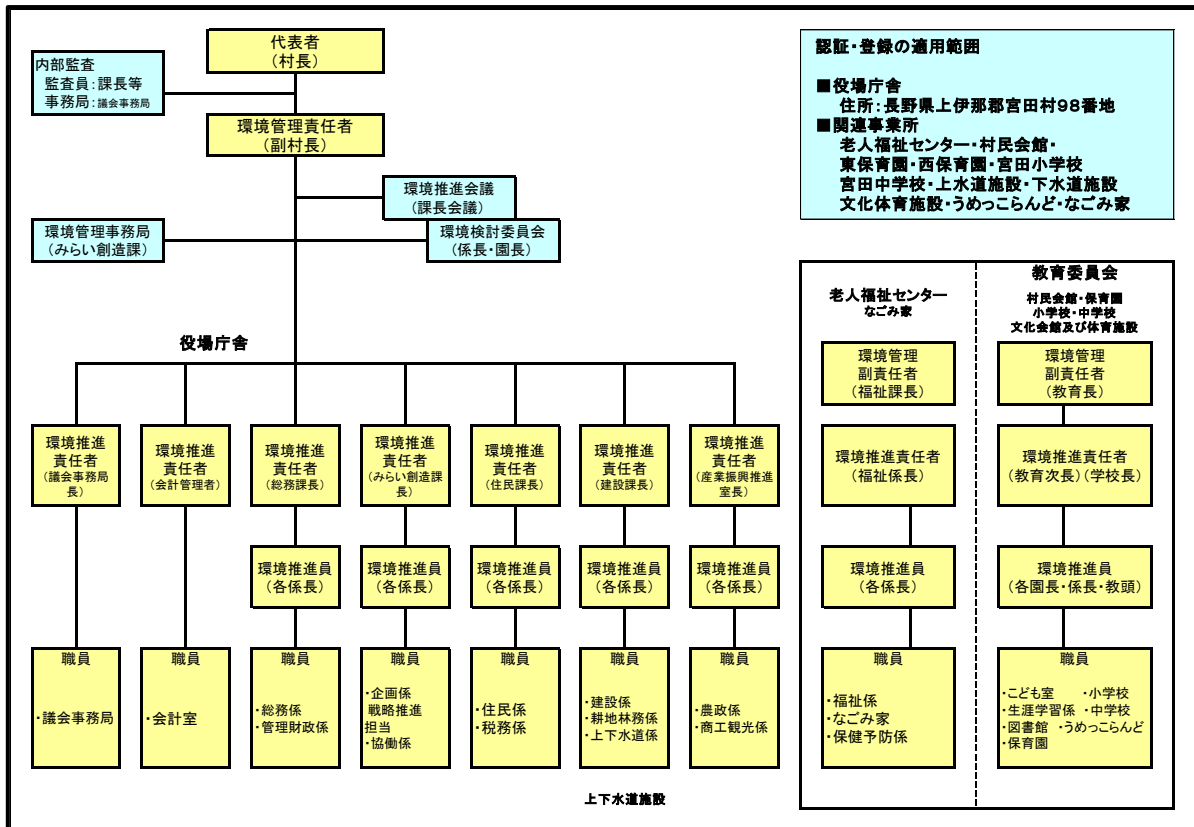 代表者
(村長)
内部監査
監査員:課長等
事務局:議会事務局
環境管理責任者
(副村長)
環境推進会議
(課長会議)
環境管理事務局
(みらい創造課)
環境検討委員会
(係長・園長)
認証・登録の適用範囲
■役場庁舎
住所:長野県上伊那郡宮田村98番地
■関連事業所
老人福祉センター・村民会館・
東保育園・西保育園・宮田小学校
宮田中学校・上水道施設・下水道施設
文化体育施設・うめっこらんど・なごみ家
役場庁舎
環境推進
責任者
(議会事務局
長)
環境推進
責任者
(会計管理者)
環境推進
責任者
(総務課長)
環境推進
責任者
(みらい創造課
長)
環境推進
責任者
(住民課長)
環境推進
責任者
(建設課長)
環境推進
責任者
(産業振興推進
室長)
環境推進員
(各係長)
環境推進員
(各係長)
環境推進員
(各係長)
環境推進員
(各係長)
環境推進員
(各係長)
職員
・議会事務局
職員
・会計室
職員
・総務係
・管理財政係
職員
・企画係
戦略推進
担当
・協働係
職員
・住民係
・税務係
職員
・建設係
・耕地林務係
・上下水道係
職員
・農政係
・商工観光係
上下水道施設
老人福祉センター
なごみ家
環境管理
副責任者
(福祉課長)
環境推進責任者
(福祉係長)
環境推進員
(各係長)
職員
・福祉係
・なごみ家
・保健予防係
教育委員会
村民会館・保育園
小学校・中学校
文化会館及び体育施設
環境管理
副責任者
(教育長)
環境推進責任者
(教育次長)(学校長)
環境推進員
(各園長・係長・教頭)
職員
・こども室 ・小学校
・生涯学習係 ・中学校
・図書館 ・うめっこらんど
・保育園